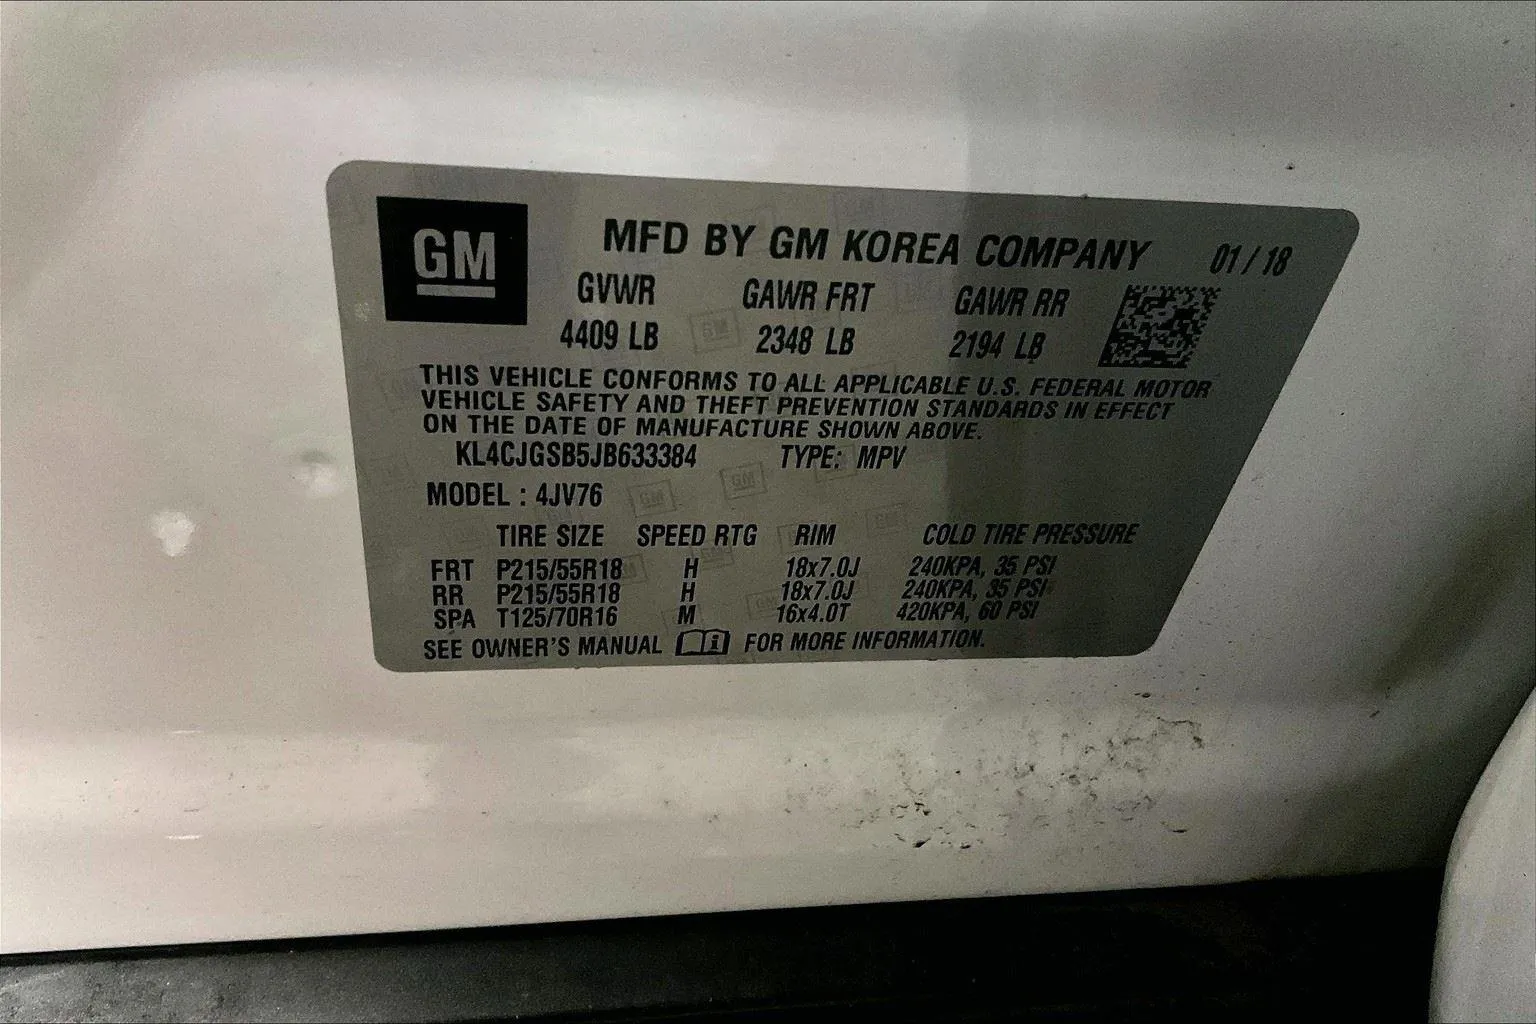 GM
MFD BY GM KOREA COMPANY 01/18
GVWR GAWR FRT GAWR RR
4409 LB 2348 LB 2194 LB
THIS VEHICLE CONFORMS TO ALL APPLICABLE U.S. FEDERAL MOTOR
VEHICLE SAFETY AND THEFT PREVENTION STANDARDS IN EFFECT
ON THE DATE OF MANUFACTURE SHOWN ABOVE.
KL4CJGSB5JB633384 TYPE: MPV
MODEL : 4JV76
TIRE SIZE SPEED RTG RIM COLD TIRE PRESSURE
FRT P215/55R18 H 18x7.0J 240KPA, 35 PSI
RR P215/55R18 H 18x7.0J 240KPA, 35 PSI
SPA T125/70R16 M 16x4.0T 420KPA, 60 PSI
SEE OWNER'S MANUAL i FOR MORE INFORMATION.